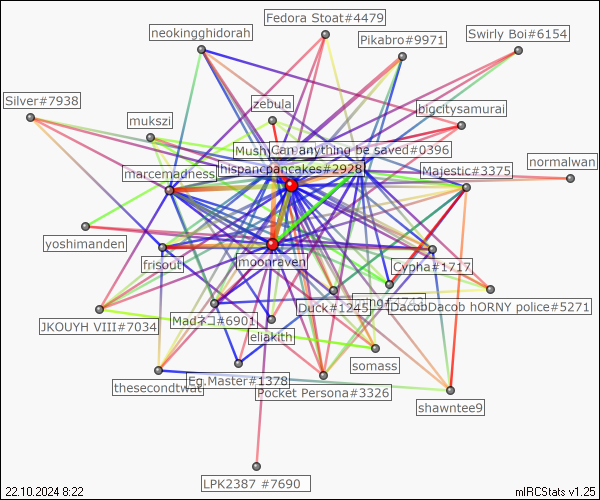 Fedora Stoat#4479
neokingghidorah
Pikabro#9971
Swirly Boi#6154
Silver#7938
zebula
bigcitysamurai
mukszi
Mush
Can anything be saved#0396
normalwan
marcemadness
hispancpancakes#2928
Majestic#3375
yoshimanden
frisout
moonraven
Cypha#1717
JKOUYH VIII#7034
Madネコ#6901
Duck#1245
DacobDacob hORNY police#5271
eliakith
somass
thesecondtwat
Eg.Master#1378
Pocket Persona#3326
shawntee9
LPK2387 #7690
22.10.2024 8:22
mIRCStats v1.25